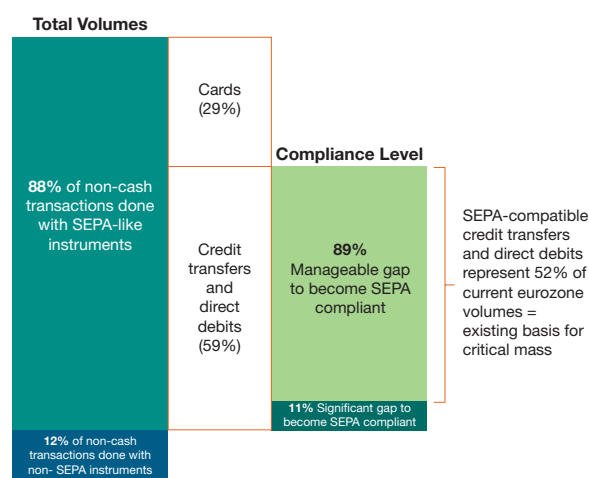 Total Volumes
88% of non-cash
transactions done
with SEPA-like
instruments
12% of non-cash
transactions done with
non- SEPA instruments
Cards
(29%)
Credit
transfers
and
direct
debits
(59%)
Compliance Level
89%
Manageable gap
to become SEPA
compliant
11% Significant gap to
become SEPA compliant
SEPA-compatible
credit transfers
and direct debits
represent 52% of
current eurozone
volumes =
existing basis for
critical mass